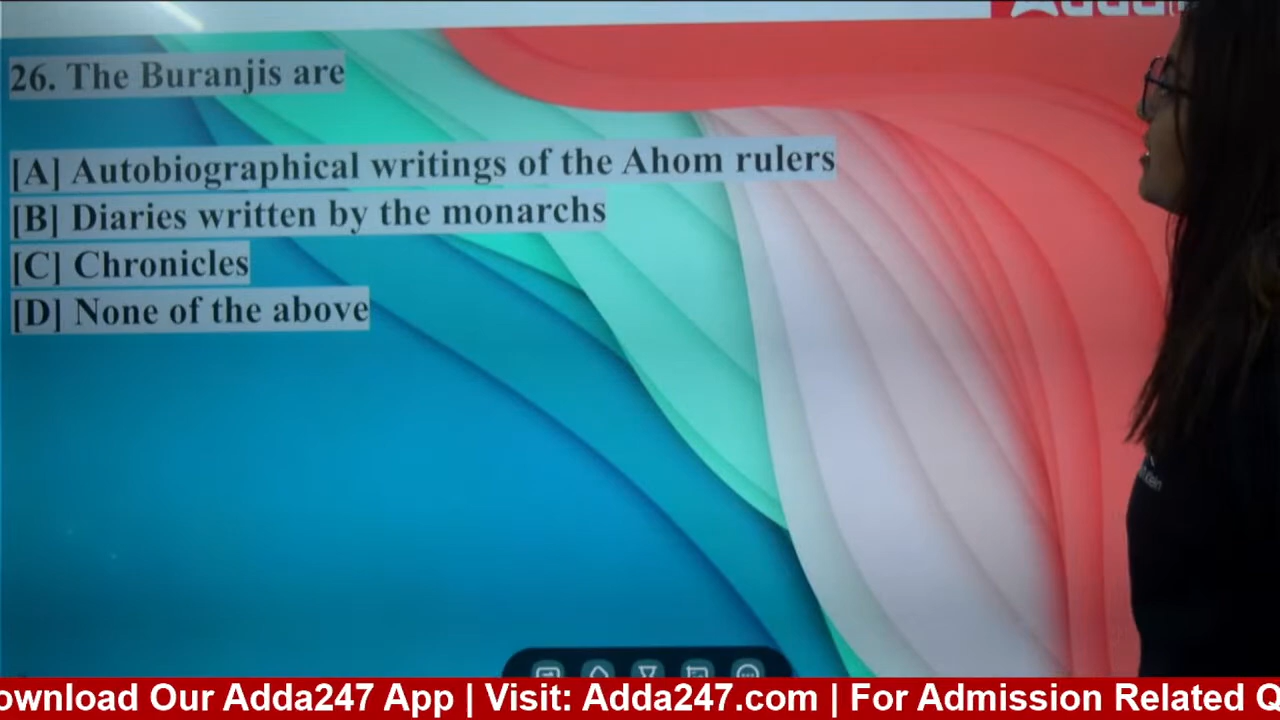 26. The Buranjis are
[A] Autobiographical writings of the Ahom rulers
[B] Diaries written by the monarchs
[C] Chronicles
[D] None of the above
ownload Our Adda247 App | Visit: Adda247.com | For Admission Related Q